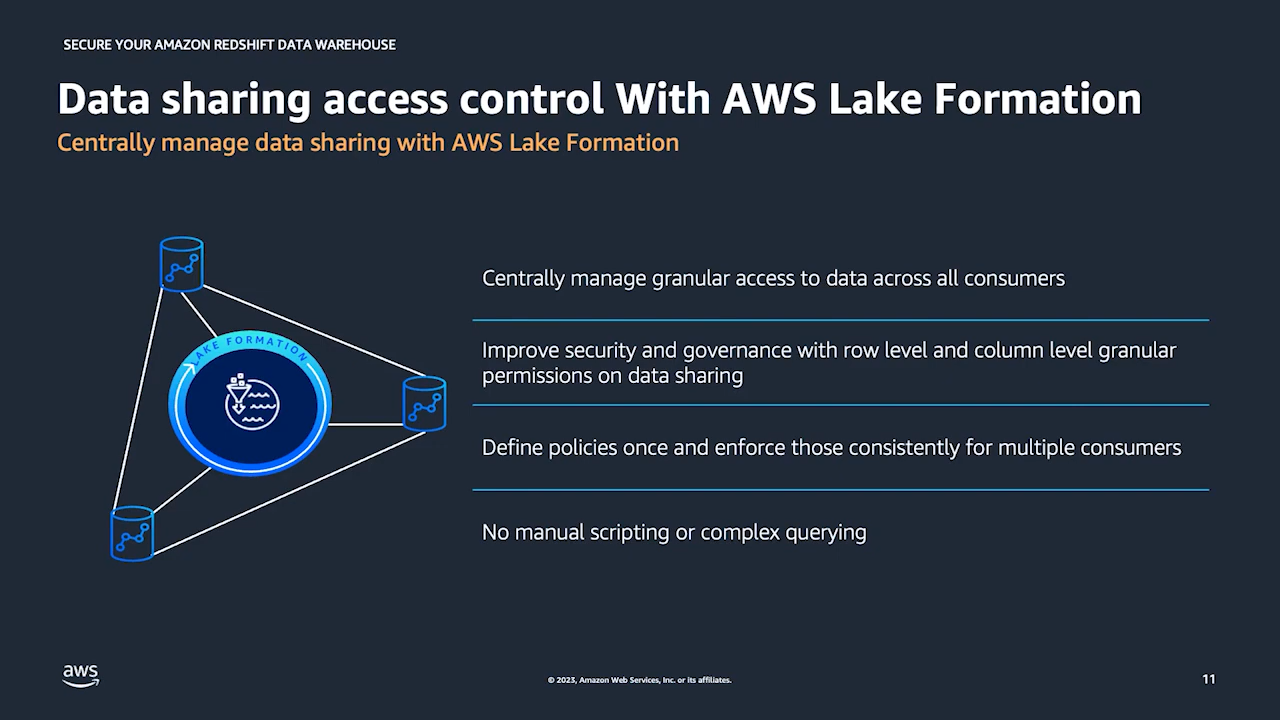 SECURE YOUR AMAZON REDSHIFT DATA WAREHOUSE
Data sharing access control With AWS Lake Formation
Centrally manage data sharing with AWS Lake Formation
LAKE FORMATION
Centrally manage granular access to data across all consumers
Improve security and governance with row level and column level granular
permissions on data sharing
Define policies once and enforce those consistently for multiple consumers
No manual scripting or complex querying
aws
© 2023, Amazon Web Services, Inc. or its affiliates.
11